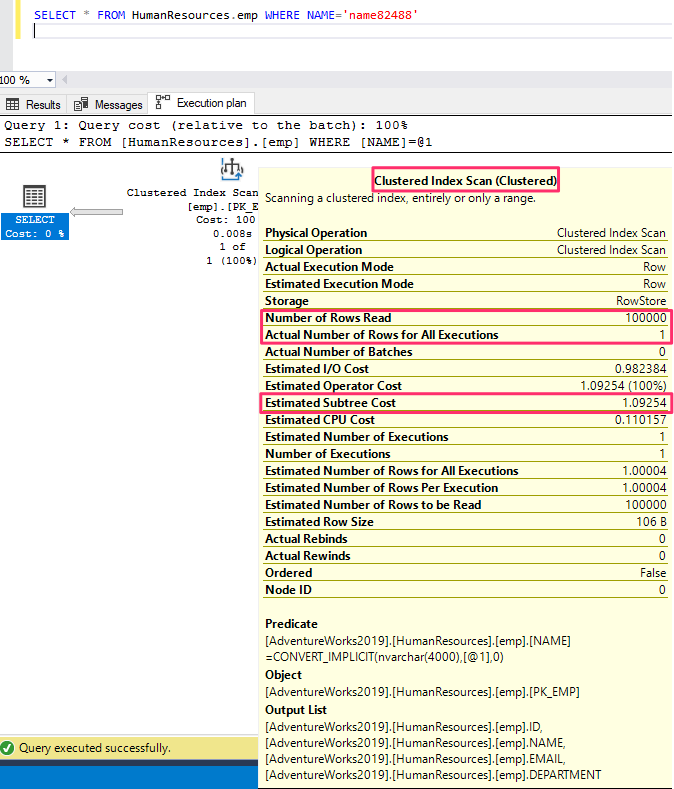 SELECT * FROM HumanResources.emp WHERE NAME='name82488'
100 %
Results Messages Execution plan
Query 1: Query cost (relative to the batch): 100%
SELECT * FROM [HumanResources].[emp] WHERE [NAME]=@1
SELECT
Cost: 0 %
Clustered Index Scan
[emp].[PK_E
Cost: 100
0.008s
1 of
1 (100%)
Clustered Index Scan (Clustered)
Scanning a clustered index, entirely or only a range.
Physical Operation Clustered Index Scan
Logical Operation Clustered Index Scan
Actual Execution Mode Row
Estimated Execution Mode Row
Storage RowStore
Number of Rows Read 100000
Actual Number of Rows for All Executions 1
Actual Number of Batches 0
Estimated I/O Cost 0.982384
Estimated Operator Cost 1.09254 (100%)
Estimated Subtree Cost 1.09254
Estimated CPU Cost 0.110157
Estimated Number of Executions 1
Number of Executions 1
Estimated Number of Rows for All Executions 1.00004
Estimated Number of Rows Per Execution 1.00004
Estimated Number of Rows to be Read 100000
Estimated Row Size 106 B
Actual Rebinds 0
Actual Rewinds 0
Ordered False
Node ID 0
Predicate
[AdventureWorks2019].[HumanResources].[emp].[NAME]
=CONVERT_IMPLICIT(nvarchar(4000),[@1],0)
Object
[AdventureWorks2019].[HumanResources].[emp].[PK_EMP]
Output List
[AdventureWorks2019].[HumanResources].[emp].ID,
[AdventureWorks2019].[HumanResources].[emp].NAME,
[AdventureWorks2019].[HumanResources].[emp].EMAIL,
[AdventureWorks2019].[HumanResources].[emp].DEPARTMENT
Query executed successfully.